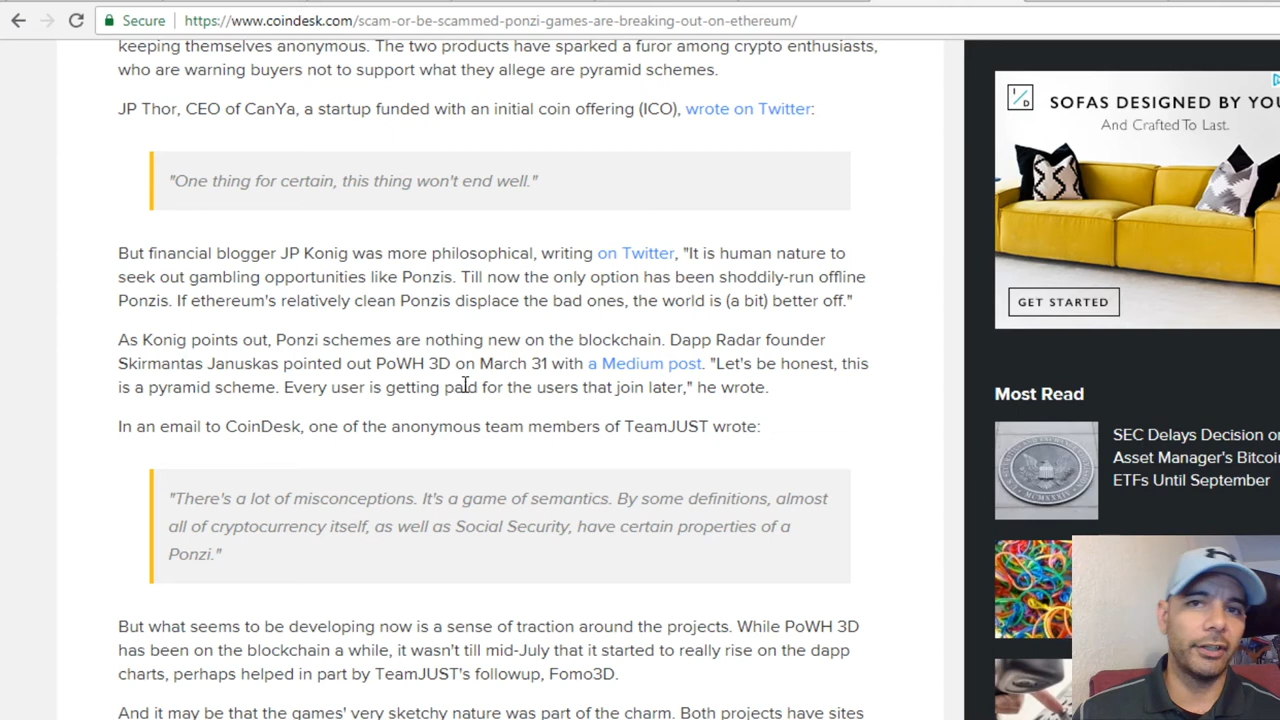 Secure
https://www.coindesk.com/scam-or-be-scammed-ponzi-games-are-breaking-out-on-ethereum/
keeping themselves anonymous. The two products have sparked a furor among crypto enthusiasts,
who are warning buyers not to support what they allege are pyramid schemes.
JP Thor, CEO of CanYa, a startup funded with an initial coin offering (ICO), wrote on Twitter:
"One thing for certain, this thing won't end well."
But financial blogger JP Konig was more philosophical, writing on Twitter, "It is human nature to
seek out gambling opportunities like Ponzis. Till now the only option has been shoddily-run offline
Ponzis. If ethereum's relatively clean Ponzis displace the bad ones, the world is (a bit) better off."
As Konig points out, Ponzi schemes are nothing new on the blockchain. Dapp Radar founder
Skirmantas Januskas pointed out PoWH 3D on March 31 with a Medium post. "Let's be honest, this
is a pyramid scheme. Every user is getting paid for the users that join later," he wrote.
In an email to CoinDesk, one of the anonymous team members of TeamJUST wrote:
"There's a lot of misconceptions. It's a game of semantics. By some definitions, almost
all of cryptocurrency itself, as well as Social Security, have certain properties of a
Ponzi."
But what seems to be developing now is a sense of traction around the projects. While PoWH 3D
has been on the blockchain a while, it wasn't till mid-July that it started to really rise on the dapp
charts, perhaps helped in part by TeamJUST's followup, Fomo3D.
And it may be that the games' very sketchy nature was part of the charm. Both projects have sites
I/D
SOFAS DESIGNED BY YOU
And Crafted To Last.
GET STARTED
Most Read
SEC Delays Decision on
Asset Manager's Bitcoin
ETFs Until September